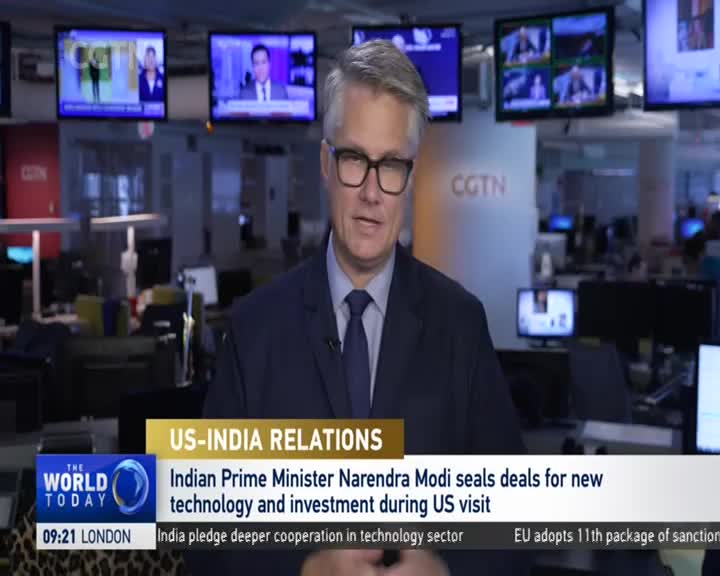 CGTN
CGTN
CGTN
US-INDIA RELATIONS
Indian Prime Minister Narendra Modi seals deals for new
technology and investment during US visit
THE
WORLD
TODAY
09:21 LONDON
India pledge deeper cooperation in technology sector
EU adopts 11th package of sanction